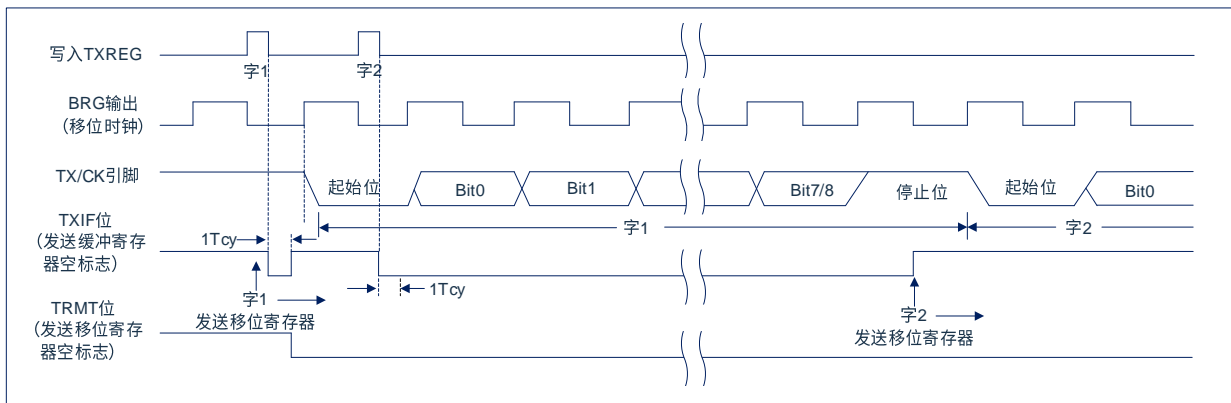 写入TXREG
字1
字2
BRG输出
（移位时钟）
TX/CK引脚
起始位
Bit0
Bit1
Bit7/8
停止位
起始位
Bit0
字1
字2
TXIF位
（发送缓冲寄存
器空标志）
1Tcy
1Tcy
字1
发送移位寄存器
字2
发送移位寄存器
TRMT位
（发送移位寄存
器空标志）